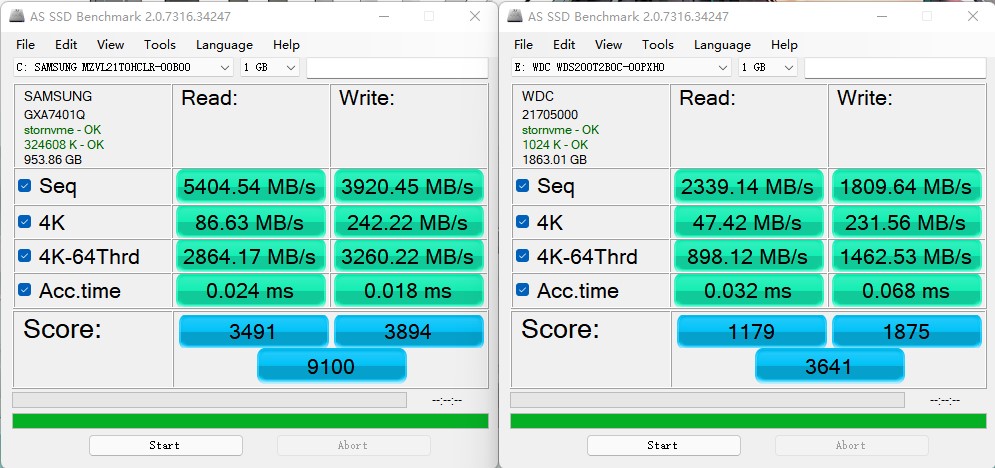 AS SSD Benchmark 2.0.7316.34247
File Edit View Tools Language Help
C: SAMSUNG MZVL21T0HCLR-00B00 1 GB
SAMSUNG
GXA7401Q
stornvme - OK
324608 K - OK
953.86 GB
Read: Write:
Seq 5404.54 MB/s 3920.45 MB/s
4K 86.63 MB/s 242.22 MB/s
4K-64Thrd 2864.17 MB/s 3260.22 MB/s
Acc.time 0.024 ms 0.018 ms
Score: 3491 3894
9100
--:--:--
Start Abort
AS SSD Benchmark 2.0.7316.34247
File Edit View Tools Language Help
E: WDC WDS200T2B0C-00PXH0 1 GB
WDC
21705000
stornvme - OK
1024 K - OK
1863.01 GB
Read: Write:
Seq 2339.14 MB/s 1809.64 MB/s
4K 47.42 MB/s 231.56 MB/s
4K-64Thrd 898.12 MB/s 1462.53 MB/s
Acc.time 0.032 ms 0.068 ms
Score: 1179 1875
3641
--:--:--
Start Abort